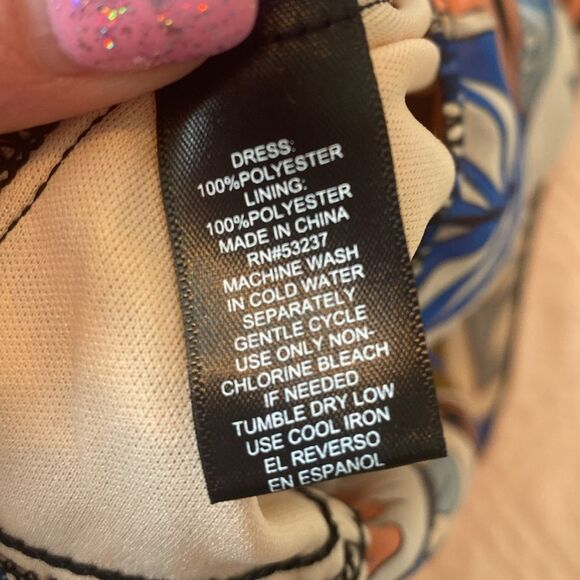 DRESS:
100%POLYESTER
LINING:
100%POLYESTER
MADE IN CHINA
RN#53237
MACHINE WASH
IN COLD WATER
SEPARATELY
GENTLE CYCLE
USE ONLY NON-
CHLORINE BLEACH
IF NEEDED
TUMBLE DRY LOW
USE COOL IRON
EL REVERSO
EN ESPANOL